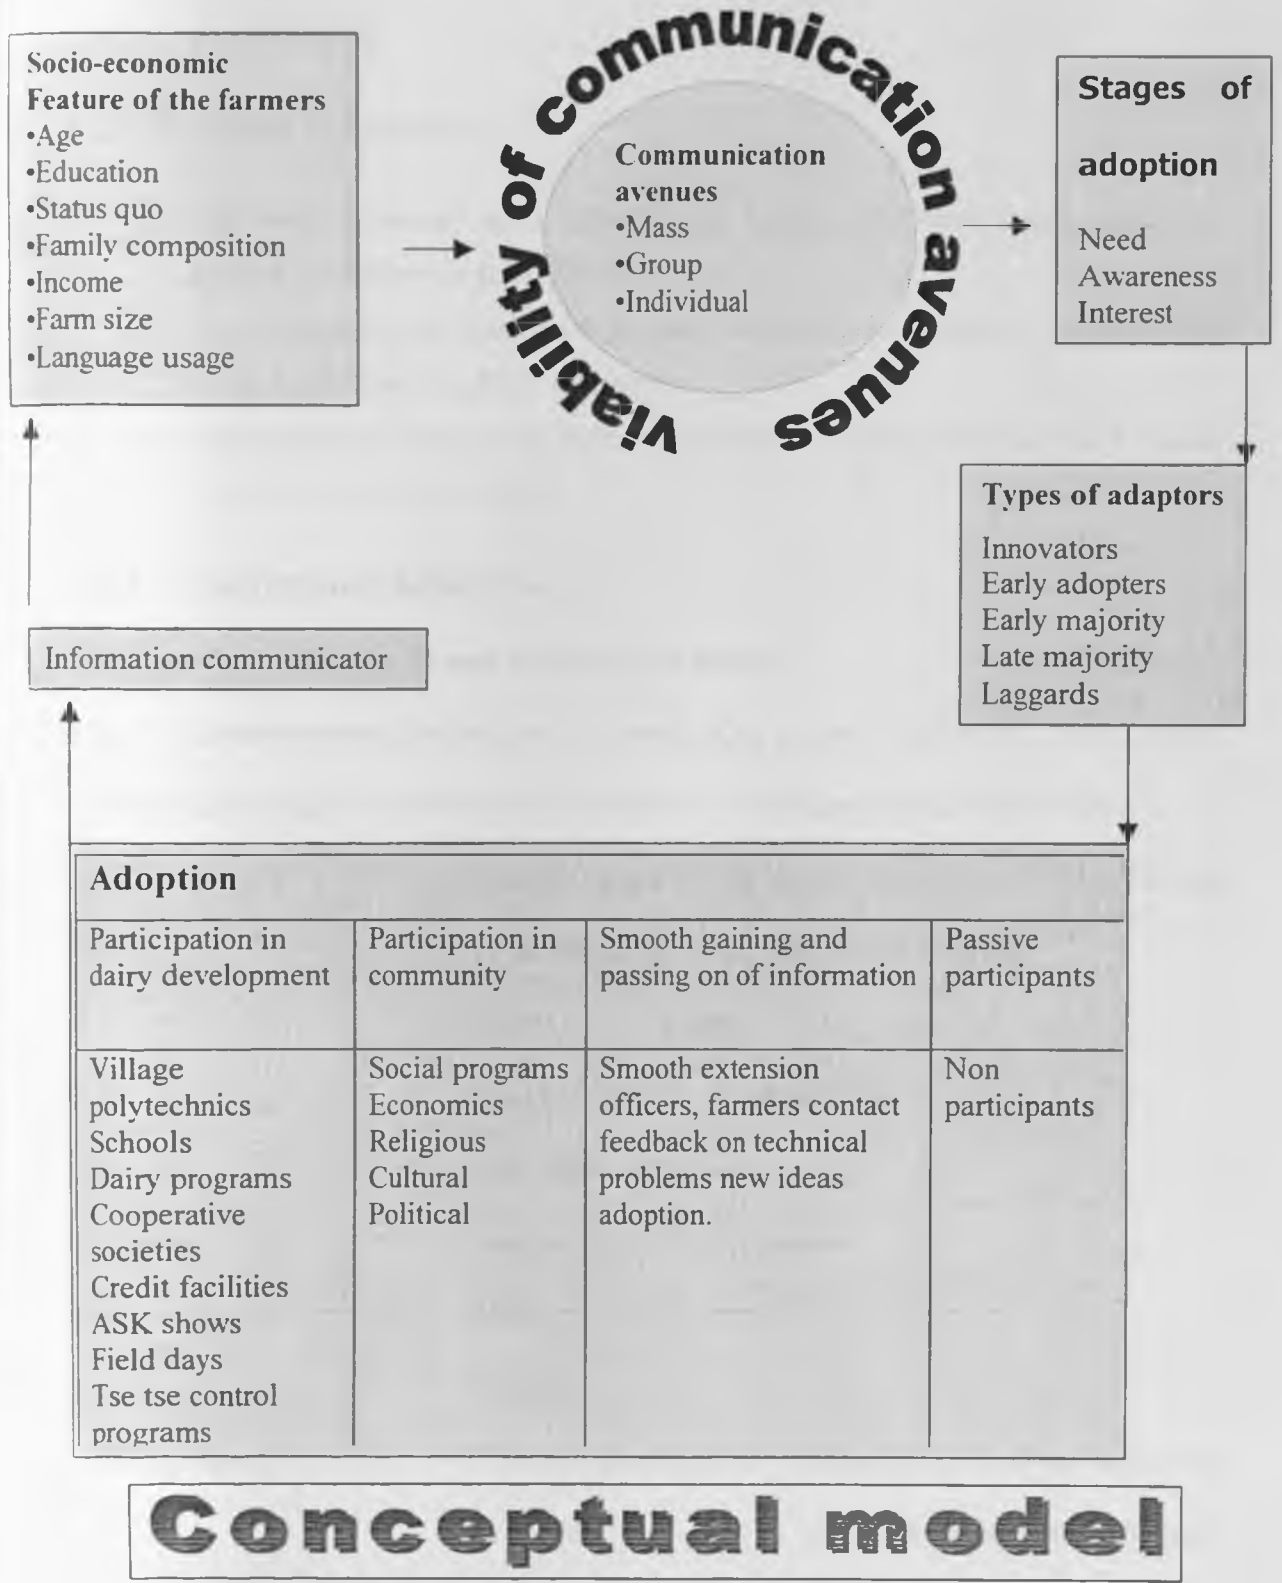 Socio-economic
Feature of the farmers
•Age
•Education
•Status quo
•Family composition
•Income
•Farm size
•Language usage
viability of communication avenues
Communication
avenues
•Mass
•Group
•Individual
Stages of
adoption
Need
Awareness
Interest
Types of adaptors
Innovators
Early adopters
Early majority
Late majority
Laggards
Information communicator
Adoption
Participation in
dairy development
Participation in
community
Smooth gaining and
passing on of information
Passive
participants
Village
polytechnics
Schools
Dairy programs
Cooperative
societies
Credit facilities
ASK shows
Field days
Tse tse control
programs
Social programs
Economics
Religious
Cultural
Political
Smooth extension
officers, farmers contact
feedback on technical
problems new ideas
adoption.
Non
participants
Conceptual model